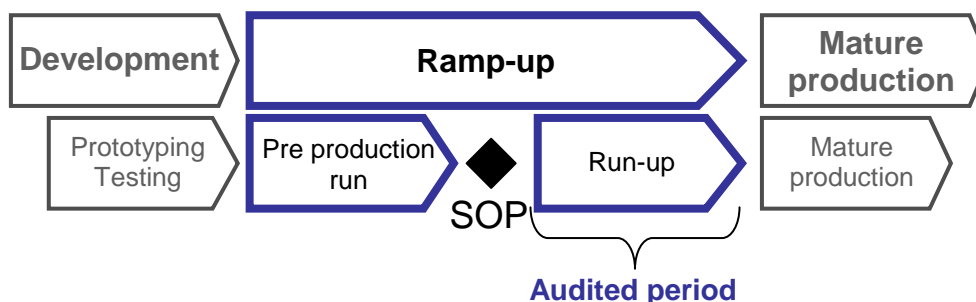 Development
Ramp-up
Mature
production
Prototyping
Testing
Pre production
run
SOP
Run-up
Mature
production
Audited period